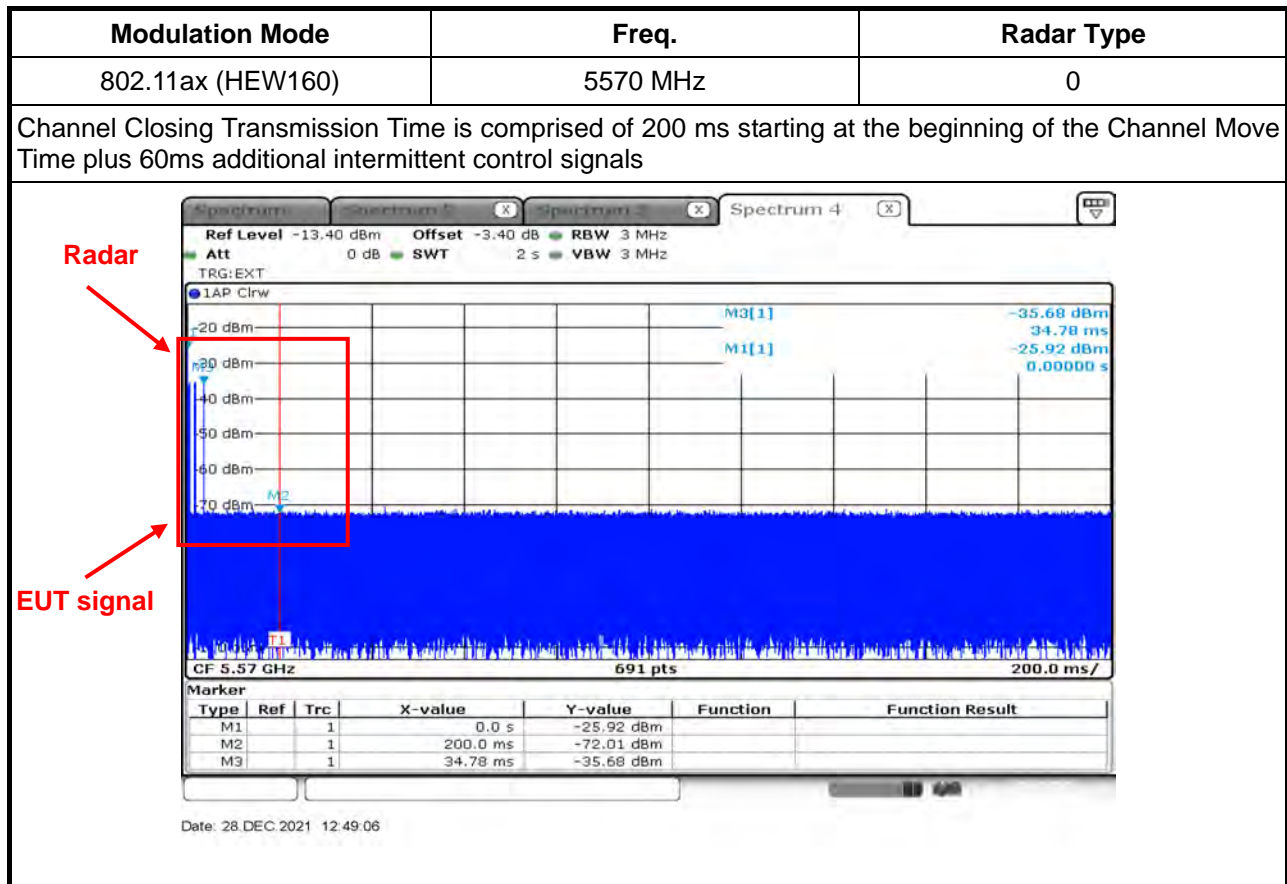 Modulation Mode Freq. Radar Type
802.11ax (HEW160) 5570 MHz 0
Channel Closing Transmission Time is comprised of 200 ms starting at the beginning of the Channel Move
Time plus 60ms additional intermittent control signals
Spectrum 4
Ref Level -13.40 dBm Offset -3.40 dB RBW 3 MHz
Att 0 dB SWT 2 s VBW 3 MHz
TRG:EXT
1AP Clrw
Radar
M3[1] -35.68 dBm
34.78 ms
M1[1] -25.92 dBm
0.00000 s
-20 dBm
-30 dBm
M3
-40 dBm
-50 dBm
-60 dBm
M2
-70 dBm
EUT signal
T1
CF 5.57 GHz 691 pts 200.0 ms/
Marker
Type Ref Trc X-value Y-value Function Function Result
M1 1 0.0 s -25.92 dBm
M2 1 200.0 ms -72.01 dBm
M3 1 34.78 ms -35.68 dBm
Date: 28.DEC.2021 12:49:06